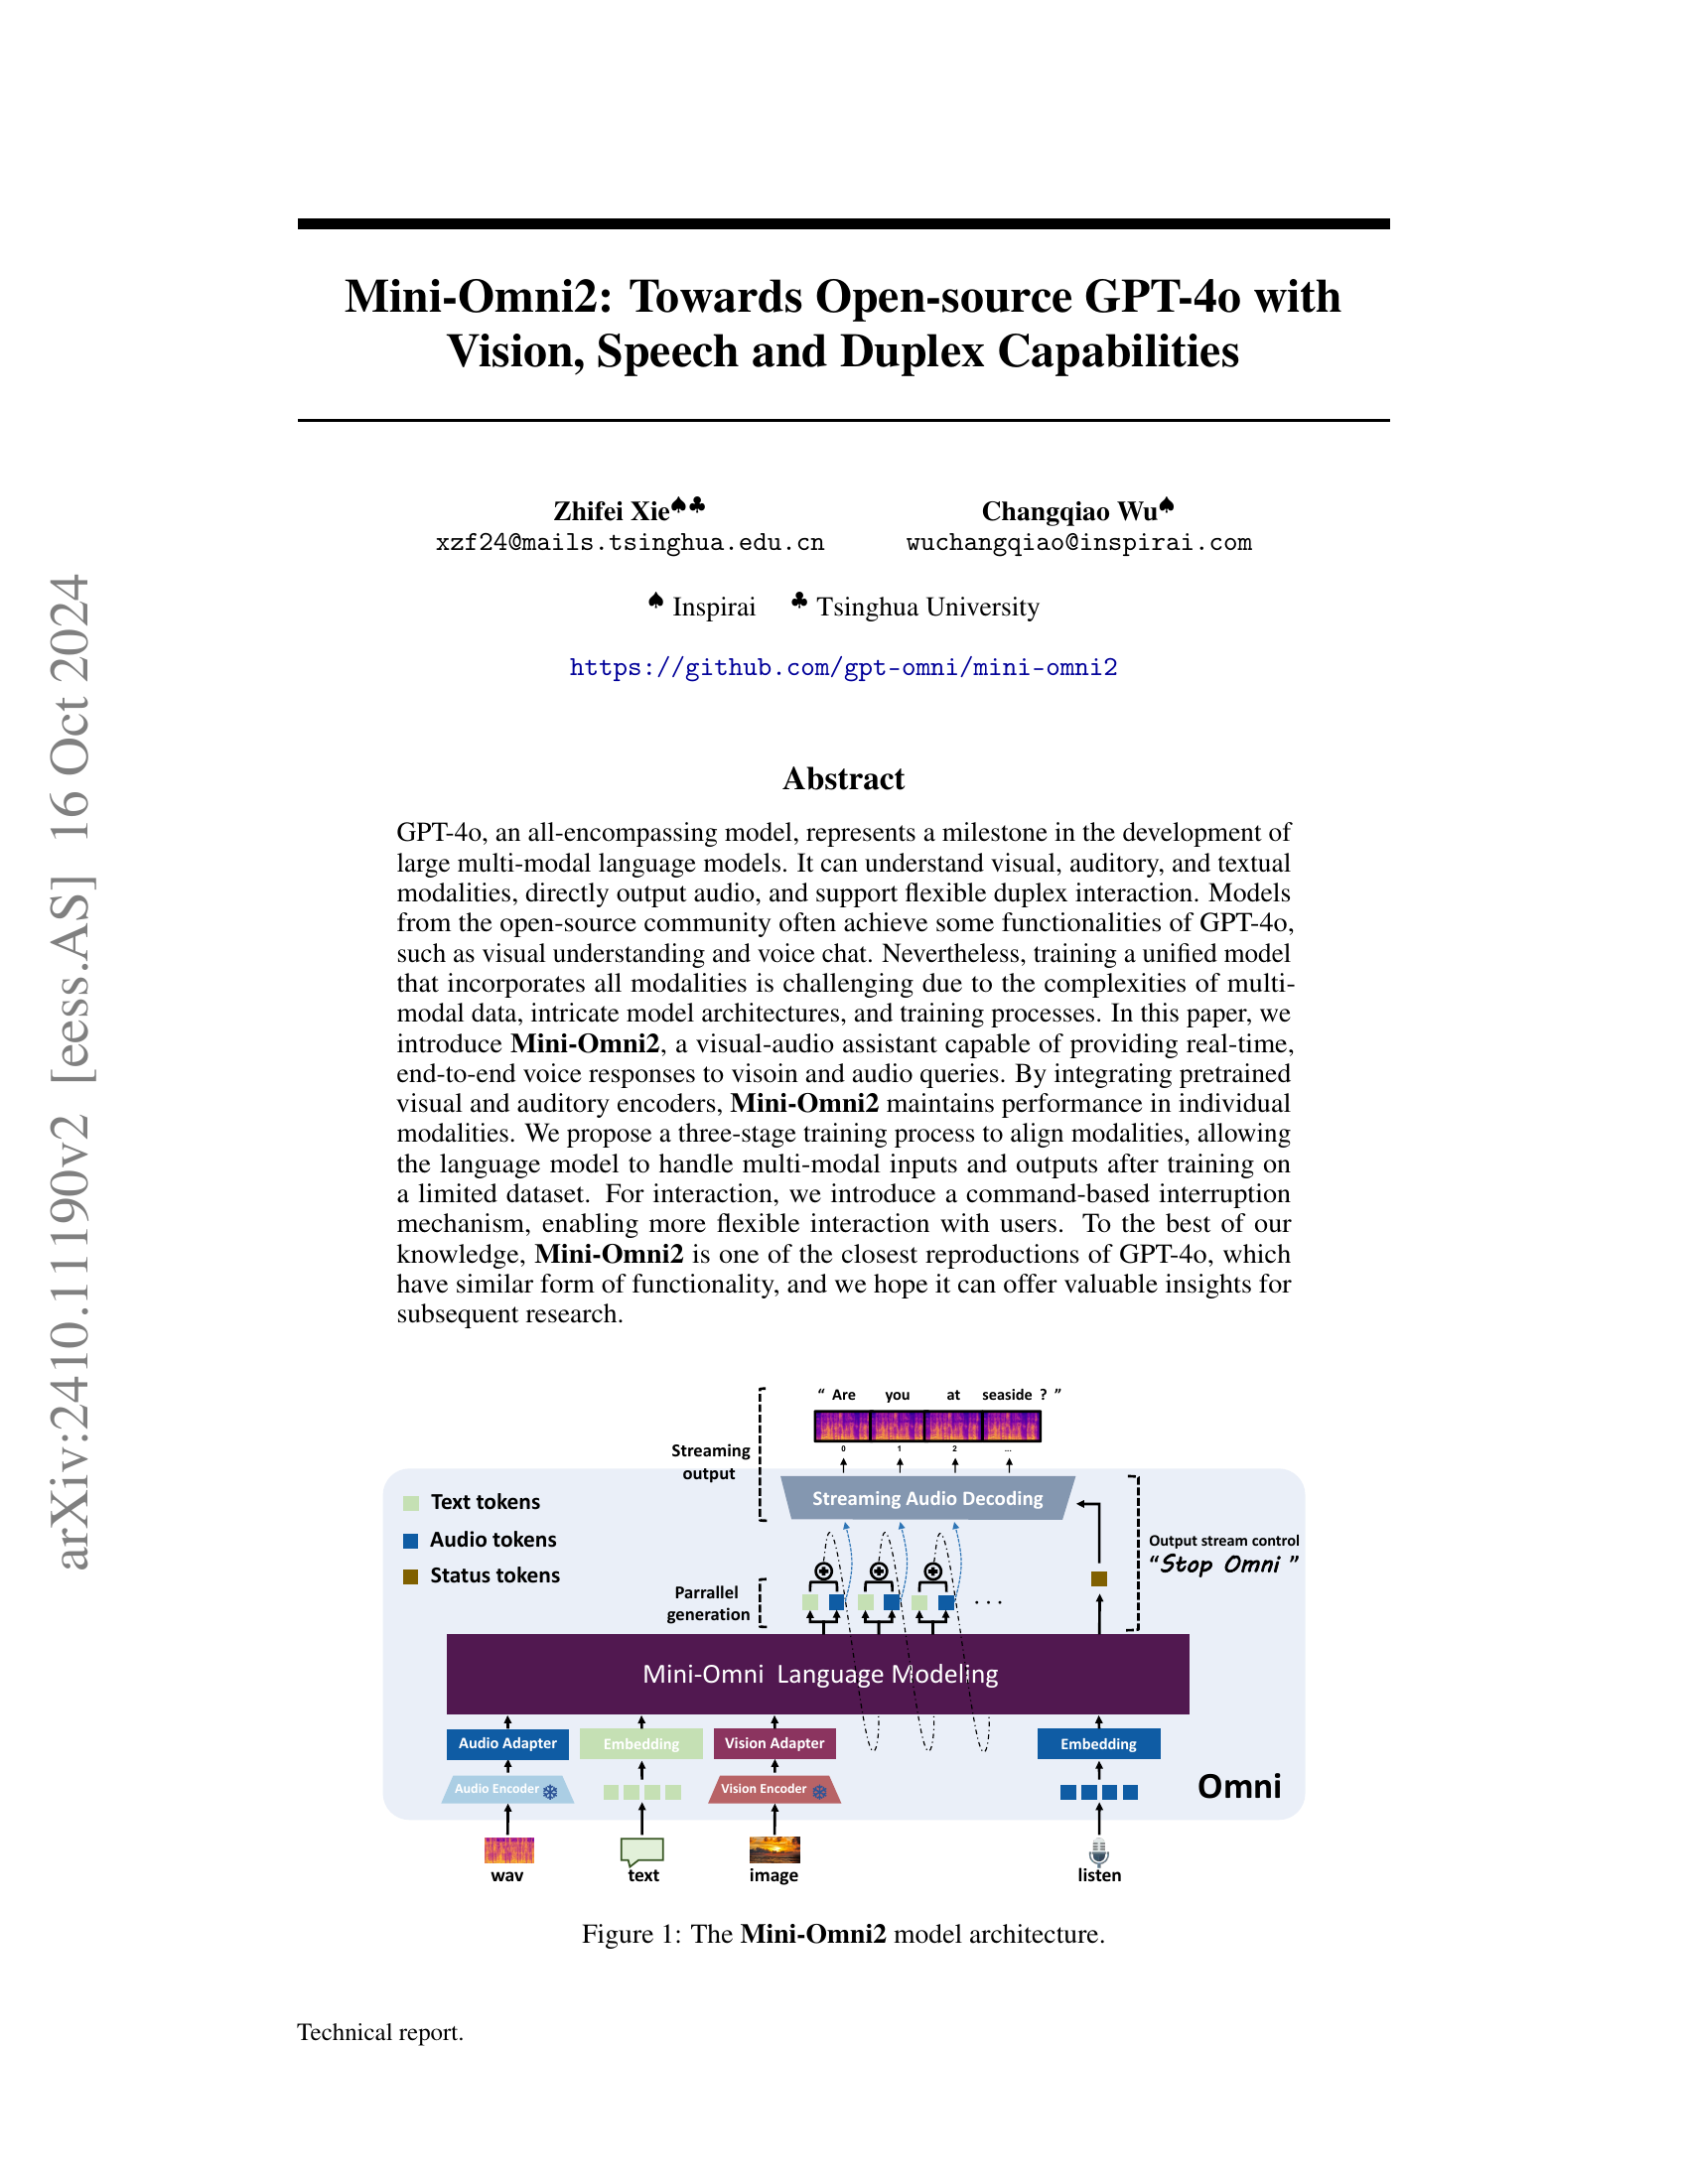 arXiv:2410.11190v2 [eess.AS] 16 Oct 2024
Mini-Omni2: Towards Open-source GPT-4o with
Vision, Speech and Duplex Capabilities
Zhifei Xie♠♣
xzf24@mails.tsinghua.edu.cn
Changqiao Wu♠
wuchangqiao@inspirai.com
♠ Inspirai ♣ Tsinghua University
https://github.com/gpt-omni/mini-omni2
Abstract
GPT-4o, an all-encompassing model, represents a milestone in the development of
large multi-modal language models. It can understand visual, auditory, and textual
modalities, directly output audio, and support flexible duplex interaction. Models
from the open-source community often achieve some functionalities of GPT-4o,
such as visual understanding and voice chat. Nevertheless, training a unified model
that incorporates all modalities is challenging due to the complexities of multi-
modal data, intricate model architectures, and training processes. In this paper, we
introduce Mini-Omni2, a visual-audio assistant capable of providing real-time,
end-to-end voice responses to visoin and audio queries. By integrating pretrained
visual and auditory encoders, Mini-Omni2 maintains performance in individual
modalities. We propose a three-stage training process to align modalities, allowing
the language model to handle multi-modal inputs and outputs after training on
a limited dataset. For interaction, we introduce a command-based interruption
mechanism, enabling more flexible interaction with users. To the best of our
knowledge, Mini-Omni2 is one of the closest reproductions of GPT-4o, which
have similar form of functionality, and we hope it can offer valuable insights for
subsequent research.
“ Are you at seaside ? ”
0 1 2 ...
Streaming
output
Streaming Audio Decoding
Text tokens
Audio tokens
Status tokens
Output stream control
“Stop Omni ”
Parrallel
generation
. . .
Mini-Omni Language Modeling
Audio Adapter
Embedding
Vision Adapter
Embedding
Audio Encoder
Vision Encoder
Omni
wav
text
image
listen
Figure 1: The Mini-Omni2 model architecture.
Technical report.